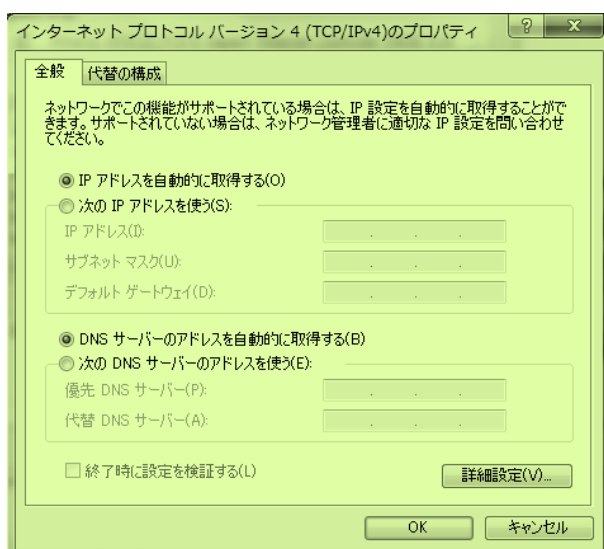 インターネット プロトコル バージョン 4 (TCP/IPv4)のプロパティ
全般
代替の構成
ネットワークでこの機能がサポートされている場合は、IP 設定を自動的に取得することがで
きます。サポートされていない場合は、ネットワーク管理者に適切な IP 設定を問い合わせ
てください。
IP アドレスを自動的に取得する(O)
次の IP アドレスを使う(S):
IP アドレス(I):
サブネット マスク(U):
デフォルト ゲートウェイ(D):
DNS サーバーのアドレスを自動的に取得する(B)
次の DNS サーバーのアドレスを使う(E):
優先 DNS サーバー(P):
代替 DNS サーバー(A):
終了時に設定を検証する(L)
詳細設定(V)...
OK
キャンセル